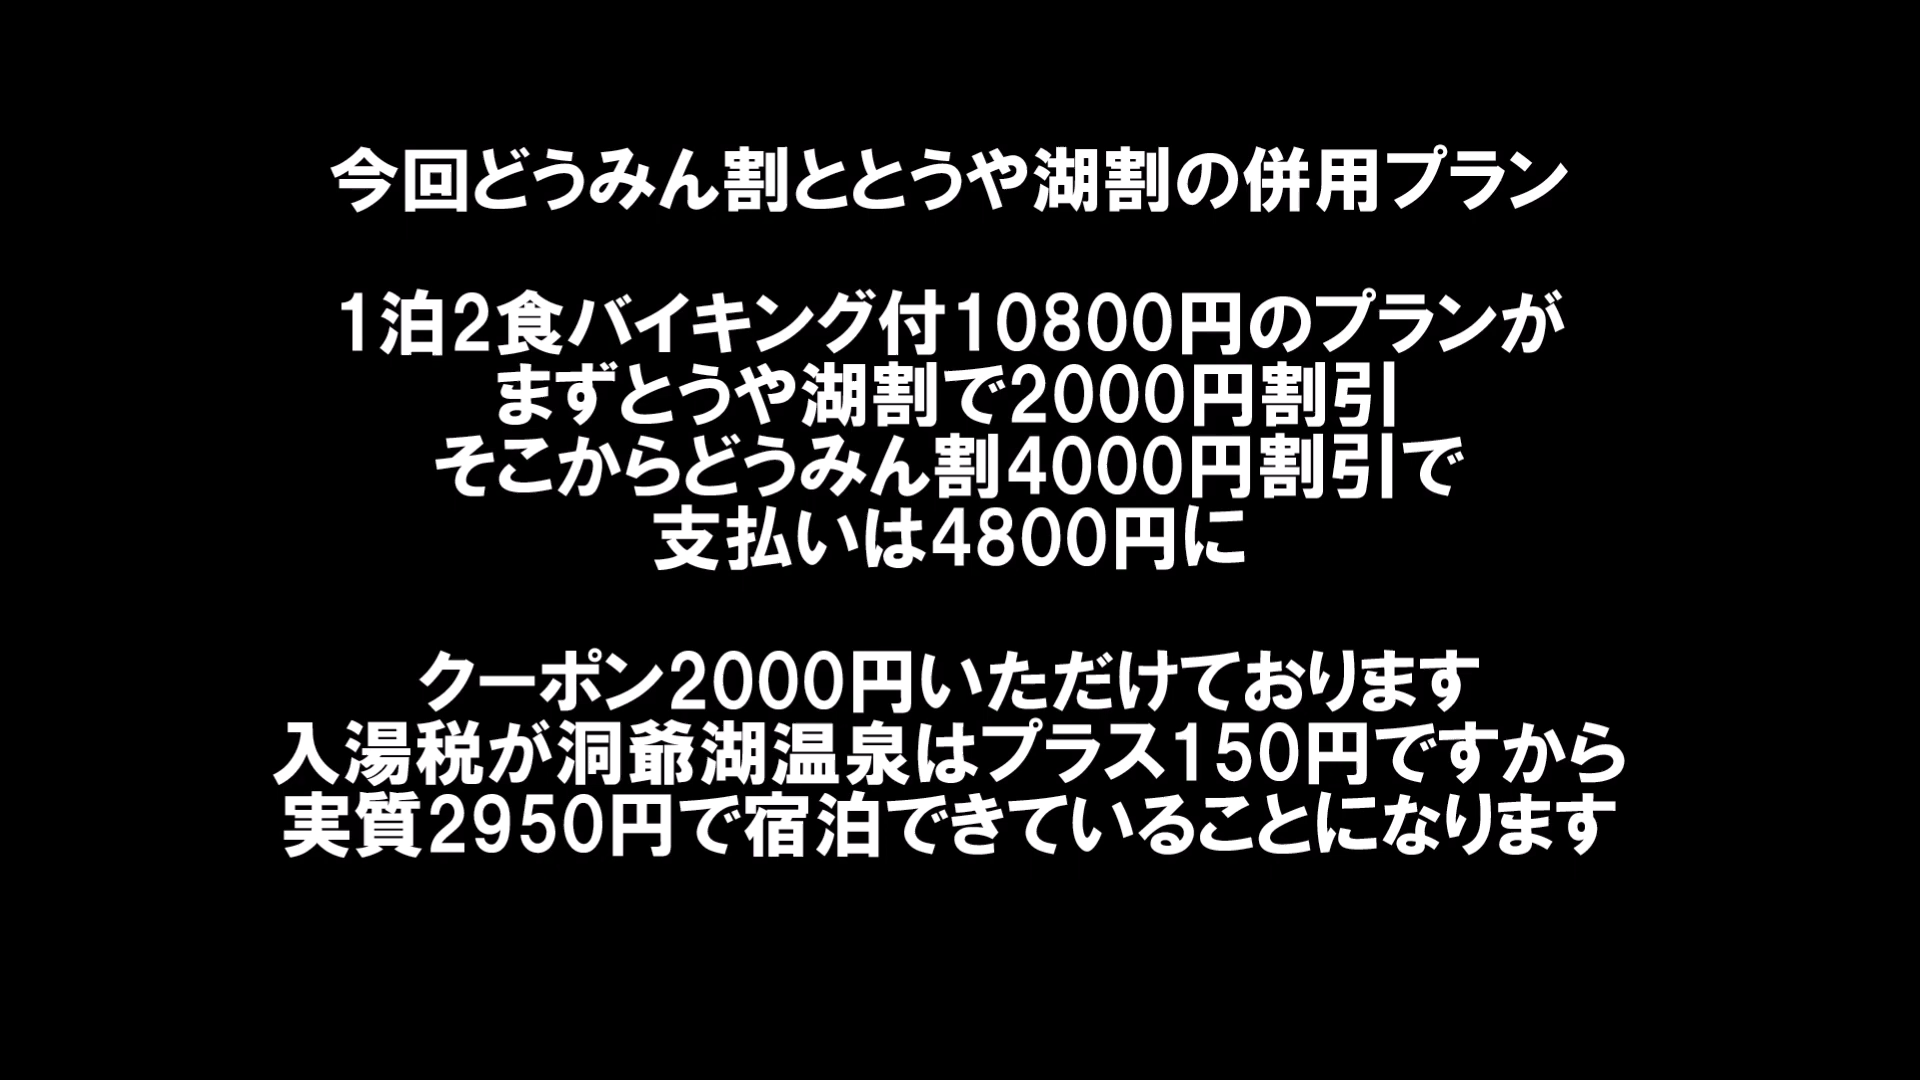 今回どうみん割ととうや湖割の併用プラン
1泊2食バイキング付10800円のプランが
まずとうや湖割で2000円割引
そこからどうみん割4000円割引で
支払いは4800円に
クーポン2000円いただけております
入湯税が洞爺湖温泉はプラス150円ですから
実質2950円で宿泊できていることになります